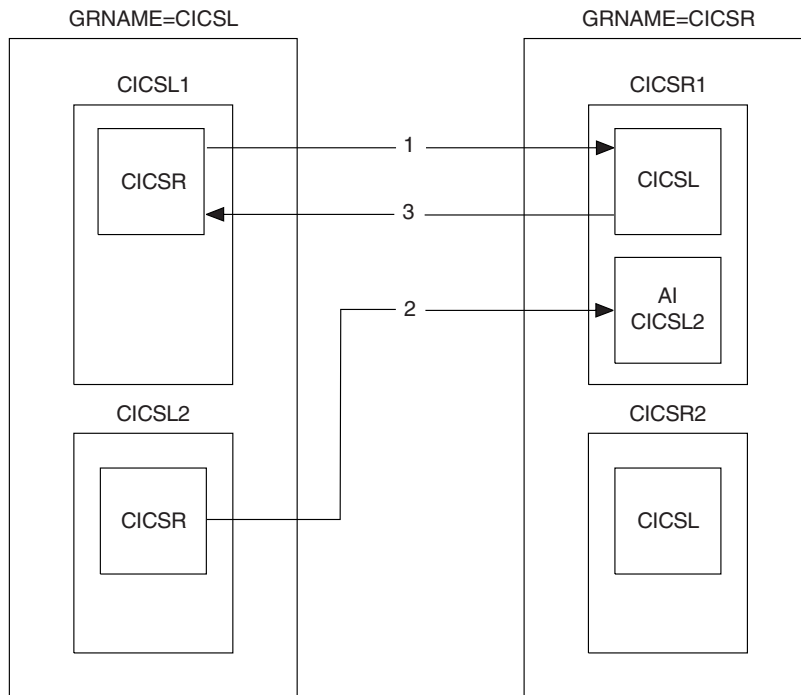 GRNAME=CICSL
GRNAME=CICSR
CICSL1
CICSR1
CICSR
1
CICSL
3
AI
CICSL2
2
CICSL2
CICSR2
CICSR
CICSL